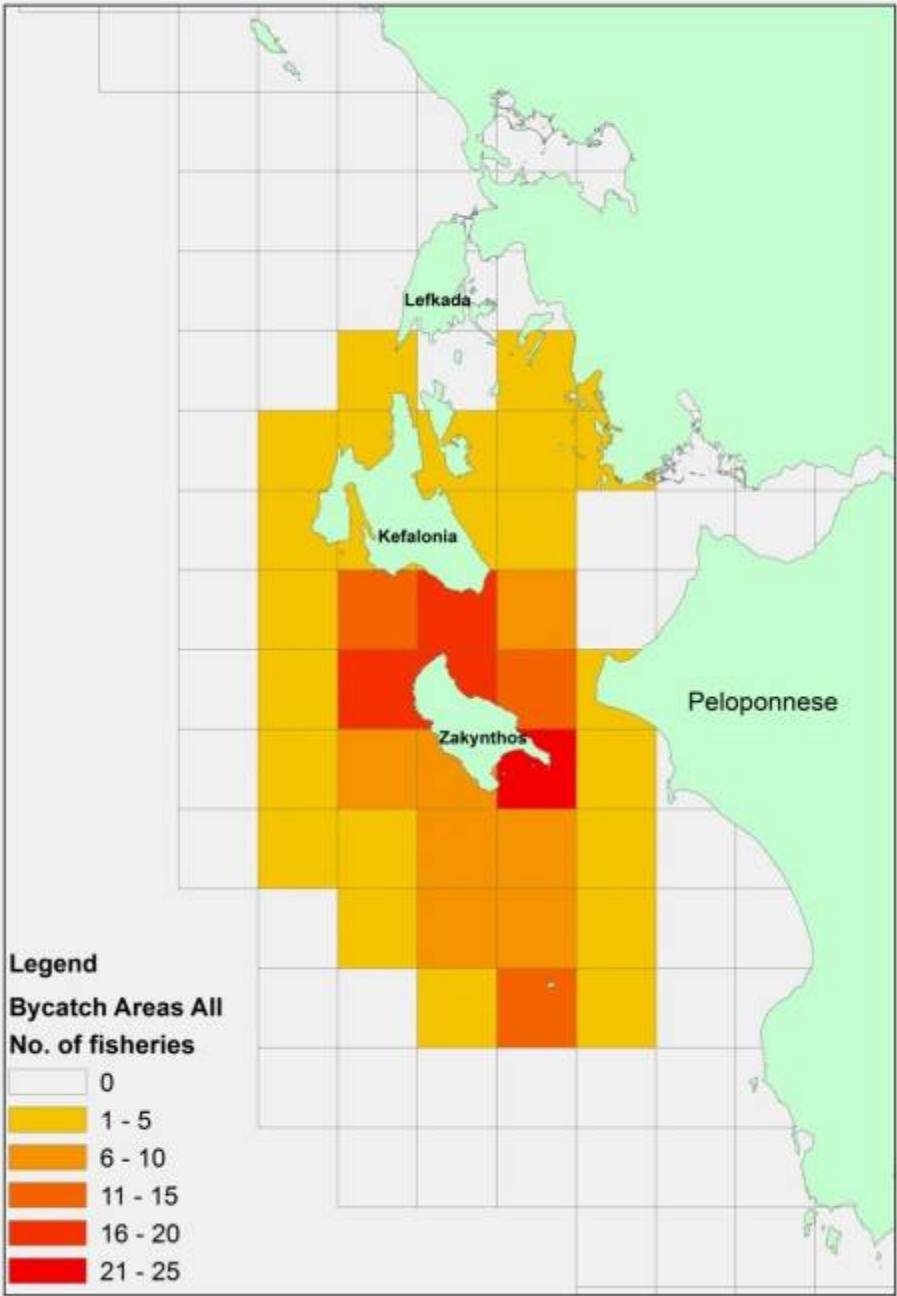 Lefkada
Kefalonia
Peloponnese
Zakynthos
Legend
Bycatch Areas All
No. of fisheries
0
1 - 5
6 - 10
11 - 15
16 - 20
21 - 25